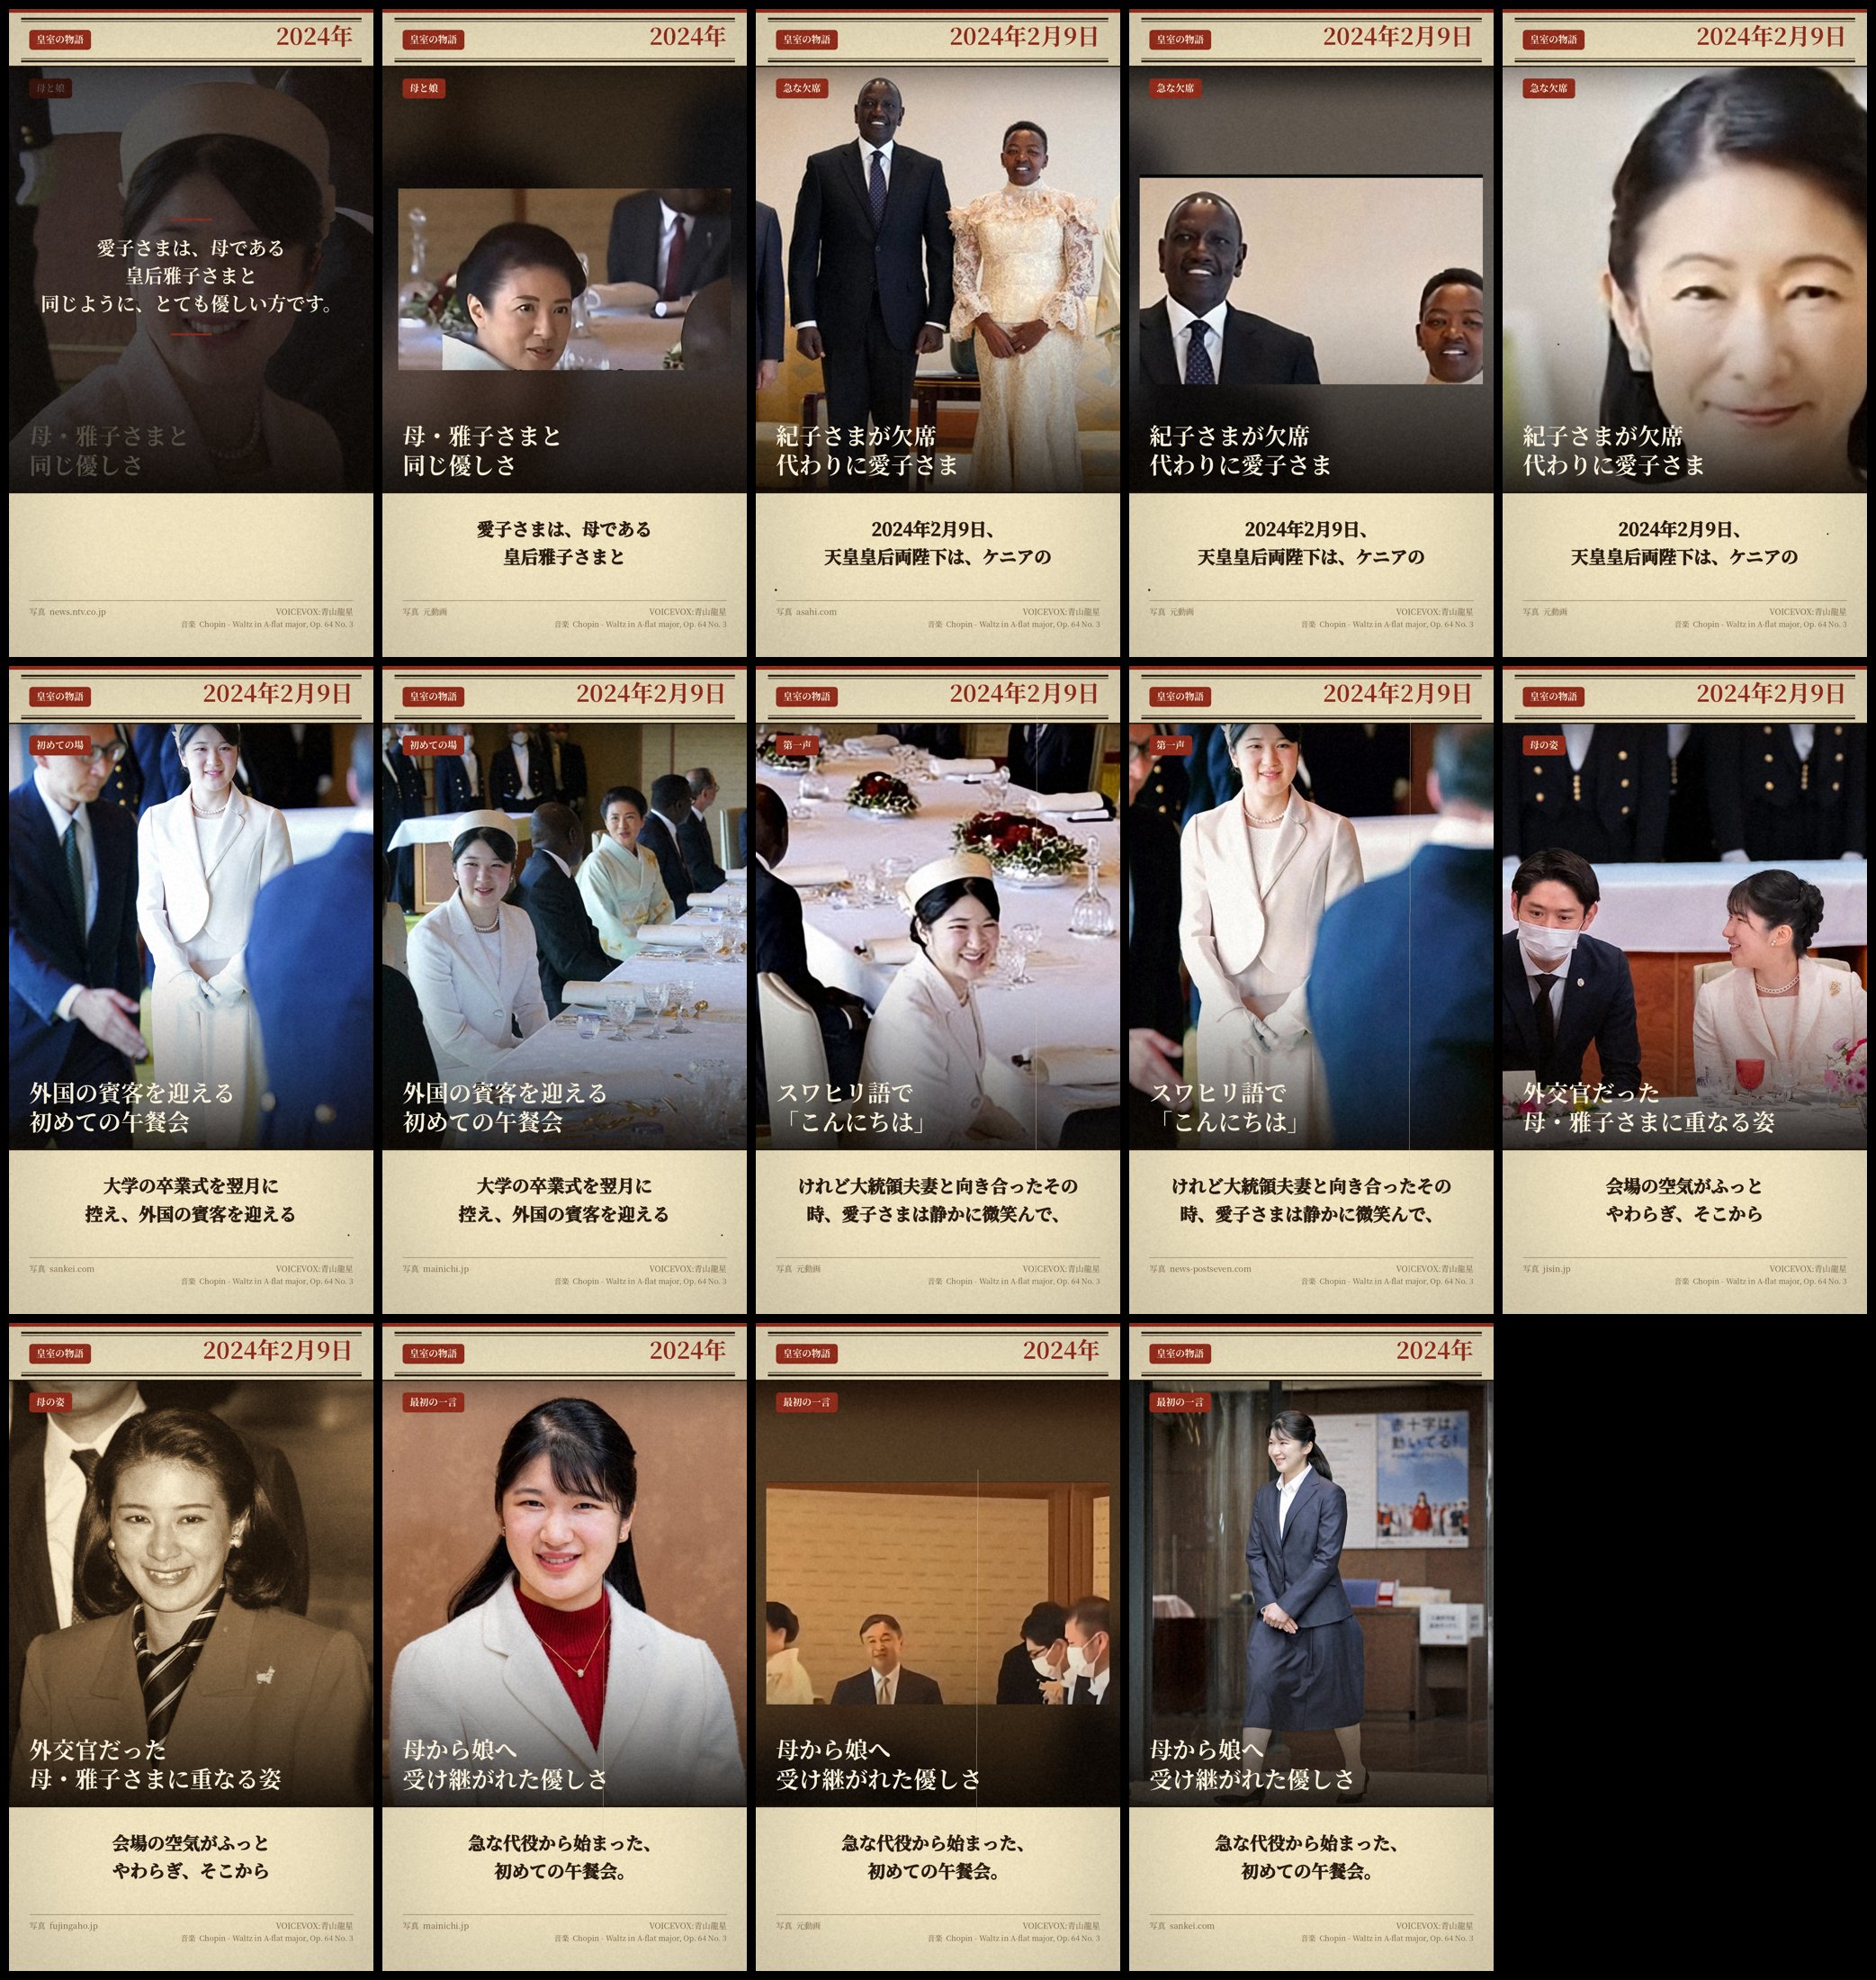 皇室の物語
2024年
母と娘
愛子さまは、母である
皇后雅子さまと
同じように、とても優しい方です。
母・雅子さまと
同じ優しさ
写真 news.ntv.co.jp
VOICEVOX:青山龍星
音楽 Chopin - Waltz in A-flat major, Op. 64 No. 3
皇室の物語
2024年
母と娘
母・雅子さまと
同じ優しさ
愛子さまは、母である
皇后雅子さまと
写真 元動画
VOICEVOX:青山龍星
音楽 Chopin - Waltz in A-flat major, Op. 64 No. 3
皇室の物語
2024年2月9日
急な欠席
紀子さまが欠席
代わりに愛子さま
2024年2月9日、
天皇皇后両陛下は、ケニアの
写真 asahi.com
VOICEVOX:青山龍星
音楽 Chopin - Waltz in A-flat major, Op. 64 No. 3
皇室の物語
2024年2月9日
急な欠席
紀子さまが欠席
代わりに愛子さま
2024年2月9日、
天皇皇后両陛下は、ケニアの
写真 元動画
VOICEVOX:青山龍星
音楽 Chopin - Waltz in A-flat major, Op. 64 No. 3
皇室の物語
2024年2月9日
急な欠席
紀子さまが欠席
代わりに愛子さま
2024年2月9日、
天皇皇后両陛下は、ケニアの
写真 元動画
VOICEVOX:青山龍星
音楽 Chopin - Waltz in A-flat major, Op. 64 No. 3
皇室の物語
2024年2月9日
初めての場
外国の賓客を迎える
初めての午餐会
大学の卒業式を翌月に
控え、外国の賓客を迎える
写真 sankei.com
VOICEVOX:青山龍星
音楽 Chopin - Waltz in A-flat major, Op. 64 No. 3
皇室の物語
2024年2月9日
初めての場
外国の賓客を迎える
初めての午餐会
大学の卒業式を翌月に
控え、外国の賓客を迎える
写真 mainichi.jp
VOICEVOX:青山龍星
音楽 Chopin - Waltz in A-flat major, Op. 64 No. 3
皇室の物語
2024年2月9日
第一声
スワヒリ語で
「こんにちは」
けれど大統領夫妻と向き合ったその
時、愛子さまは静かに微笑んで、
写真 元動画
VOICEVOX:青山龍星
音楽 Chopin - Waltz in A-flat major, Op. 64 No. 3
皇室の物語
2024年2月9日
第一声
スワヒリ語で
「こんにちは」
けれど大統領夫妻と向き合ったその
時、愛子さまは静かに微笑んで、
写真 news-postseven.com
VOICEVOX:青山龍星
音楽 Chopin - Waltz in A-flat major, Op. 64 No. 3
皇室の物語
2024年2月9日
母の姿
外交官だった
母・雅子さまに重なる姿
会場の空気がふっと
やわらぎ、そこから
写真 jisin.jp
VOICEVOX:青山龍星
音楽 Chopin - Waltz in A-flat major, Op. 64 No. 3
皇室の物語
2024年2月9日
母の姿
外交官だった
母・雅子さまに重なる姿
会場の空気がふっと
やわらぎ、そこから
写真 fujingaho.jp
VOICEVOX:青山龍星
音楽 Chopin - Waltz in A-flat major, Op. 64 No. 3
皇室の物語
2024年
最初の一言
母から娘へ
受け継がれた優しさ
急な代役から始まった、
初めての午餐会。
写真 mainichi.jp
VOICEVOX:青山龍星
音楽 Chopin - Waltz in A-flat major, Op. 64 No. 3
皇室の物語
2024年
最初の一言
母から娘へ
受け継がれた優しさ
急な代役から始まった、
初めての午餐会。
写真 元動画
VOICEVOX:青山龍星
音楽 Chopin - Waltz in A-flat major, Op. 64 No. 3
皇室の物語
2024年
最初の一言
赤十字は、
動いてる!
母から娘へ
受け継がれた優しさ
急な代役から始まった、
初めての午餐会。
写真 sankei.com
VOICEVOX:青山龍星
音楽 Chopin - Waltz in A-flat major, Op. 64 No. 3